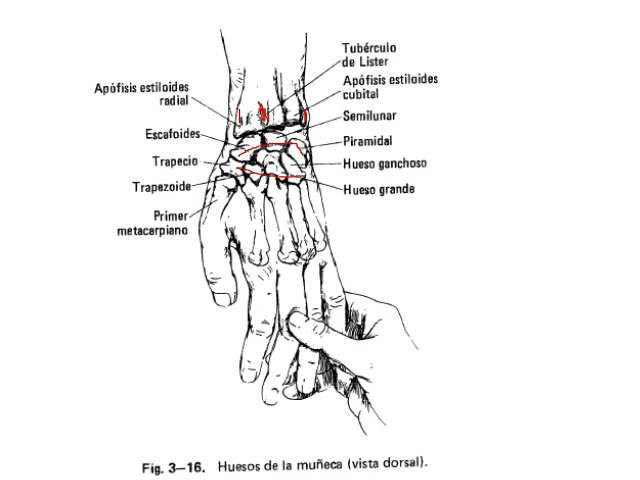 Tubérculo
de Lister
Apófisis estiloides
cubital
Semilunar
Piramidal
Hueso ganchoso
Hueso grande
Apófisis estiloides
radial
Escafoides
Trapecio
Trapezoide
Primer
metacarpiano
Fig. 3—16. Huesos de la muñeca (vista dorsal).